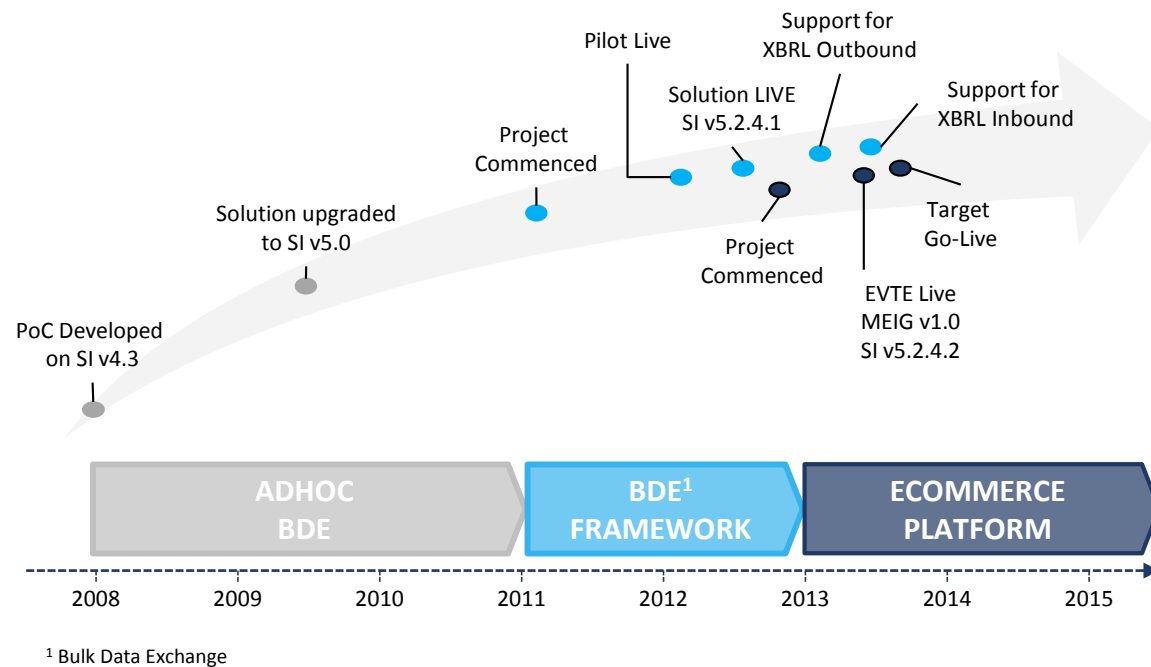 Support for
XBRL Outbound
Pilot Live
Solution LIVE
SI v5.2.4.1
Support for
XBRL Inbound
Project
Commenced
Solution upgraded
to SI v5.0
Target
Go-Live
Project
Commenced
EVTE Live
MEIG v1.0
SI v5.2.4.2
PoC Developed
on SI v4.3
ADHOC
BDE
BDE¹
FRAMEWORK
ECOMMERCE
PLATFORM
2008
2009
2010
2011
2012
2013
2014
2015
¹ Bulk Data Exchange